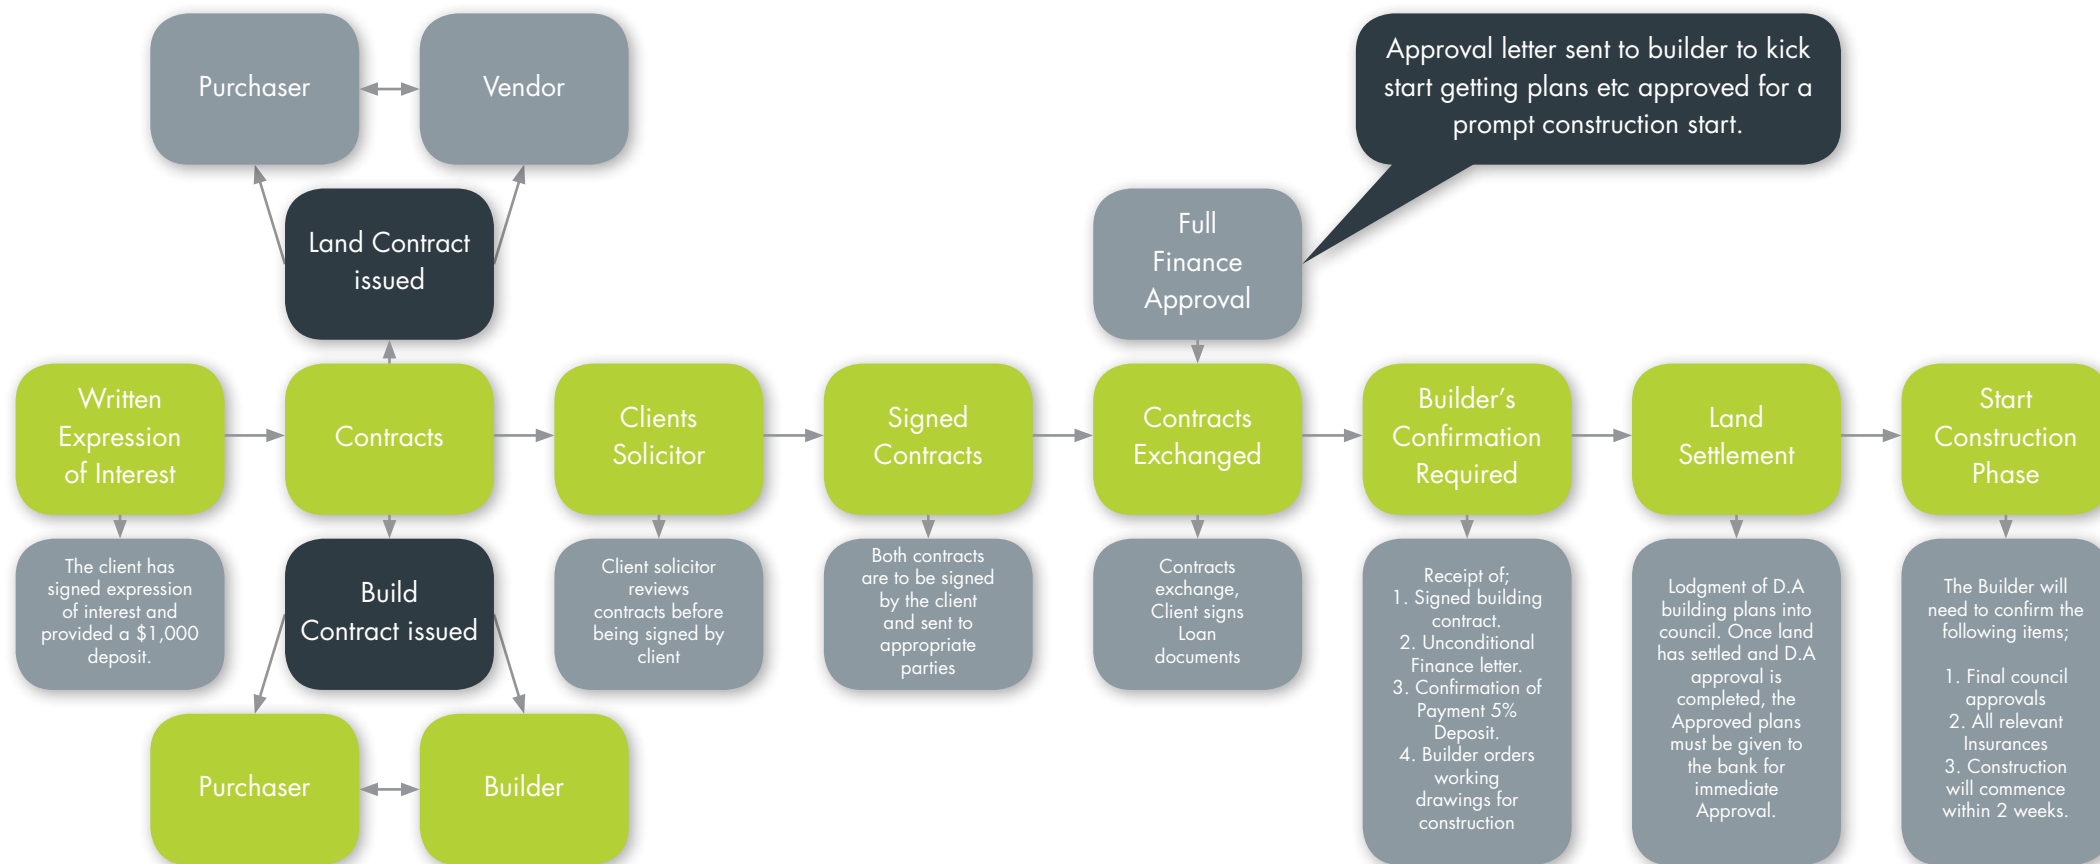 Purchaser
Vendor
Approval letter sent to builder to kick
start getting plans etc approved for a
prompt construction start.
Land Contract
issued
Full
Finance
Approval
Written
Expression
of Interest
Contracts
Clients
Solicitor
Signed
Contracts
Contracts
Exchanged
Builder’s
Confirmation
Required
Land
Settlement
Start
Construction
Phase
The client has
signed expression
of interest and
provided a $1,000
deposit.
Build
Contract issued
Client solicitor
reviews
contracts before
being signed by
client
Both contracts
are to be signed
by the client
and sent to
appropriate
parties
Contracts
exchange,
Client signs
Loan
documents
Receipt of;
1. Signed building
contract.
2. Unconditional
Finance letter.
3. Confirmation of
Payment 5%
Deposit.
4. Builder orders
working
drawings for
construction
Lodgment of D.A
building plans into
council. Once land
has settled and D.A
approval is
completed, the
Approved plans
must be given to
the bank for
immediate
Approval.
The Builder will
need to confirm the
following items;
1. Final council
approvals
2. All relevant
Insurances
3. Construction
will commence
within 2 weeks.
Purchaser
Builder